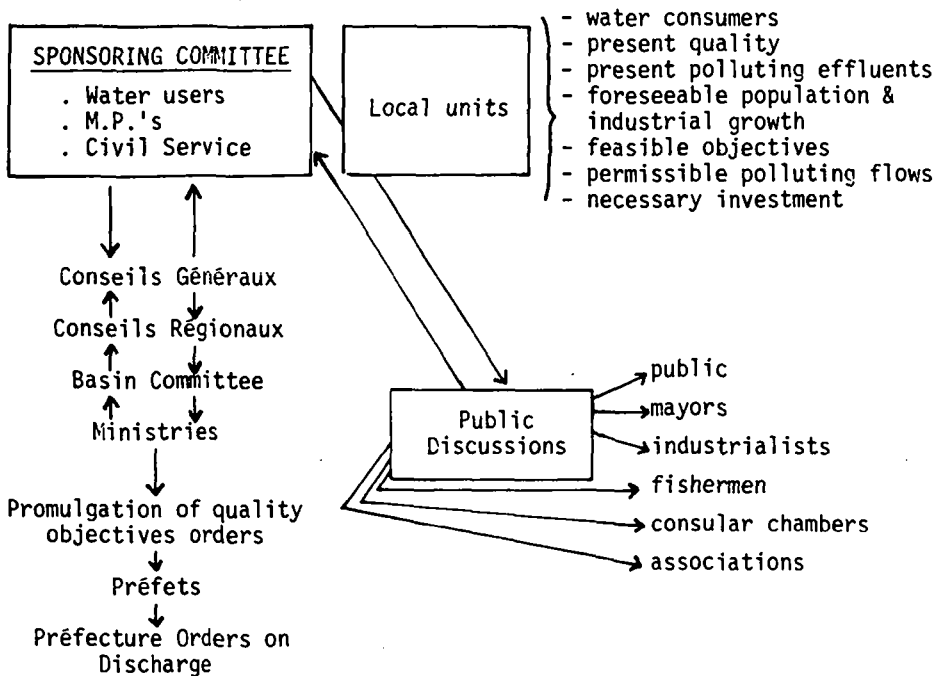 SPONSORING COMMITTEE
. Water users
. M.P.'s
. Civil Service
Local units
- water consumers
- present quality
- present polluting effluents
- foreseeable population &
industrial growth
- feasible objectives
- permissible polluting flows
- necessary investment
Conseils Généraux
Conseils Régionaux
Basin Committee
Ministries
Promulgation of quality
objectives orders
Préfets
Préfecture Orders on
Discharge
Public
Discussions
public
mayors
industrialists
fishermen
consular chambers
associations